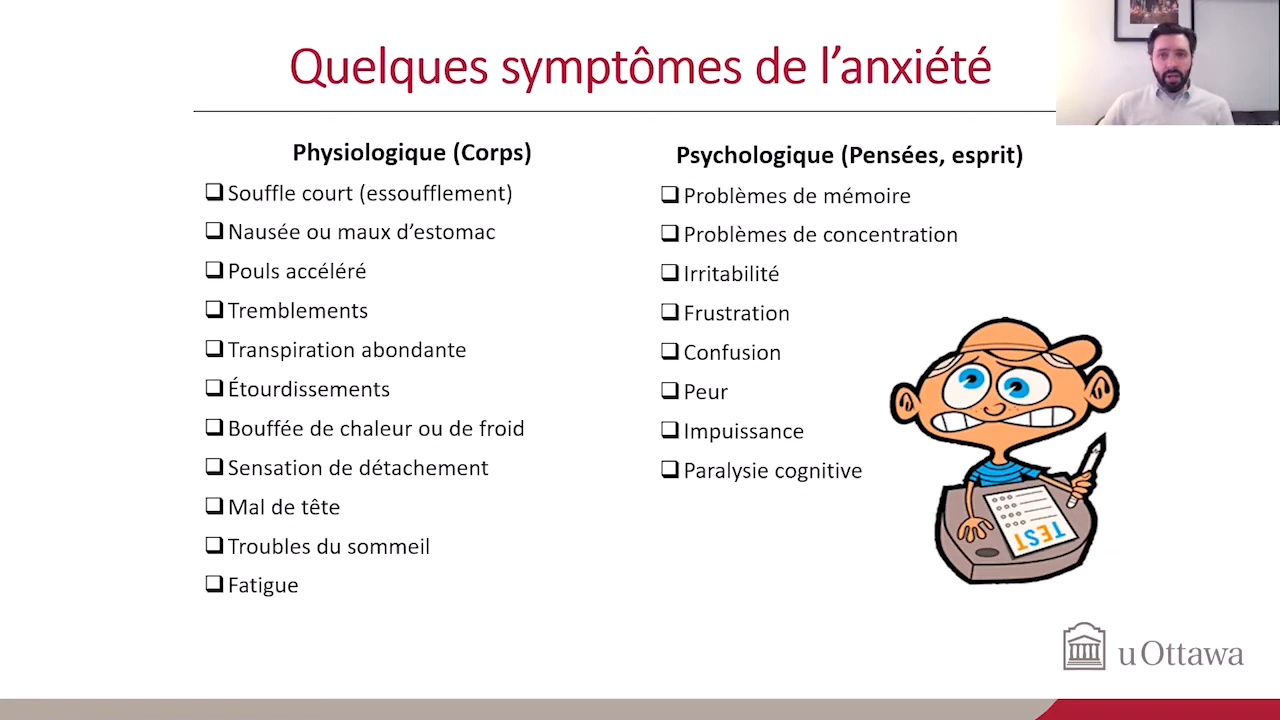 Quelques symptômes de l’anxiété
Physiologique (Corps)
Souffle court (essoufflement)
Nausée ou maux d’estomac
Pouls accéléré
Tremblements
Transpiration abondante
Étourdissements
Bouffée de chaleur ou de froid
Sensation de détachement
Mal de tête
Troubles du sommeil
Fatigue
Psychologique (Pensées, esprit)
Problèmes de mémoire
Problèmes de concentration
Irritabilité
Frustration
Confusion
Peur
Impuissance
Paralysie cognitive
TEST
uOttawa